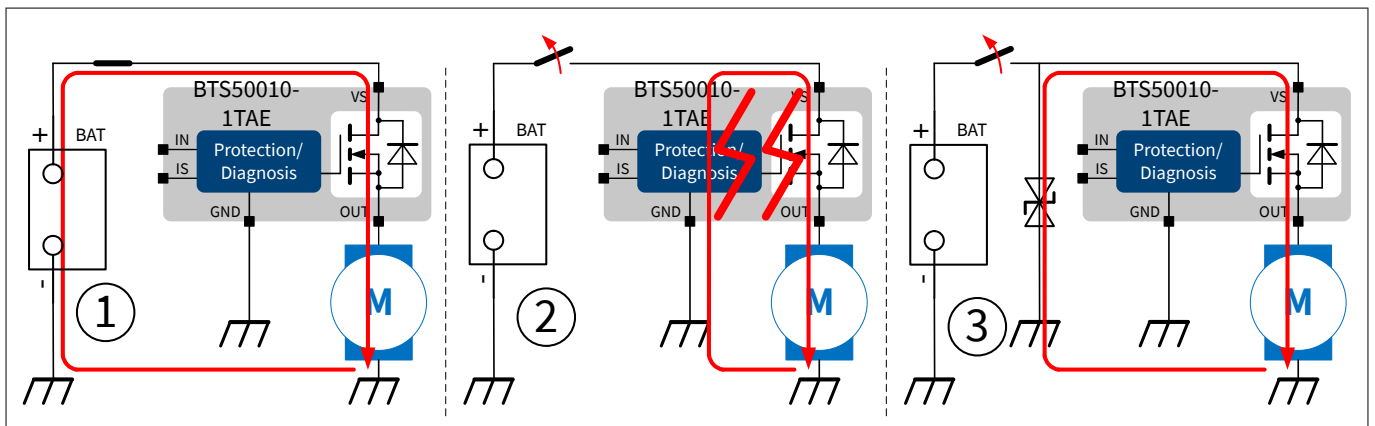 BTS50010-
1TAE
VS
+
BAT
IN
IS
Protection/
Diagnosis
GND
OUT
-
M
1
BTS50010-
1TAE
VS
+
BAT
IN
IS
Protection/
Diagnosis
GND
OUT
-
M
2
BTS50010-
1TAE
VS
+
BAT
IN
IS
Protection/
Diagnosis
GND
OUT
-
M
3